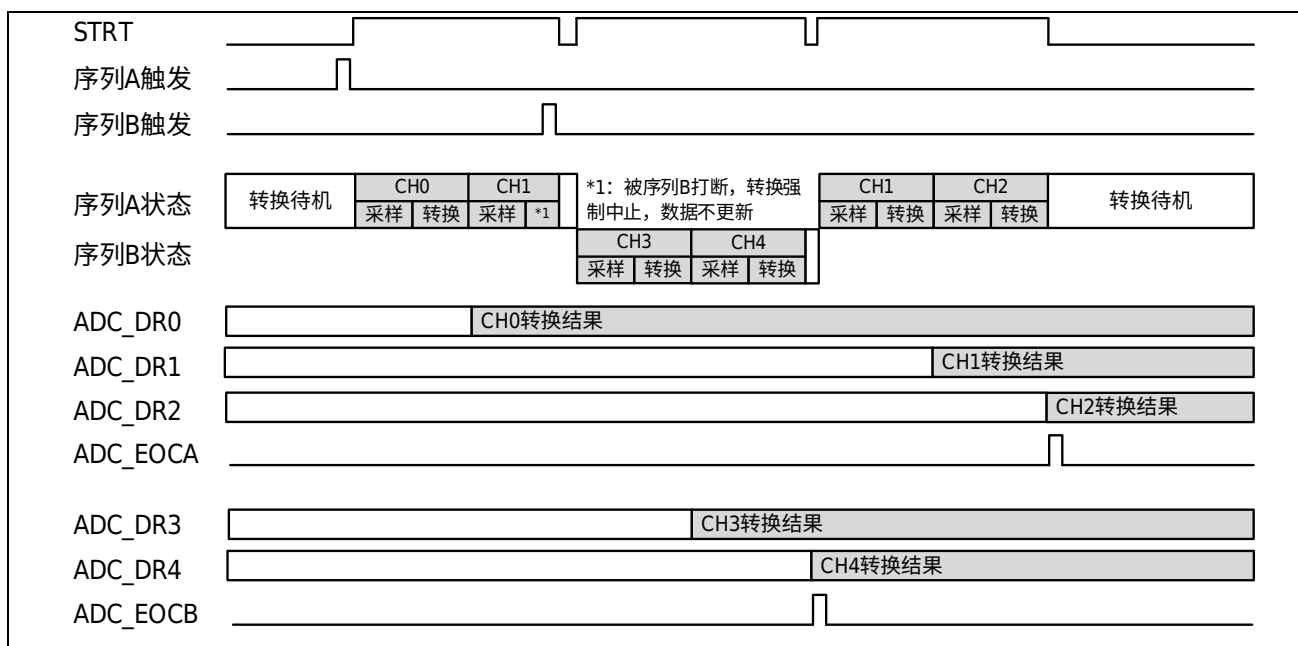 STRT
序列A触发
序列B触发
序列A状态
转换待机
CH0
CH1
采样 转换 采样 *1
*1：被序列B打断，转换强
制中止，数据不更新
CH1
CH2
采样 转换 采样 转换
转换待机
序列B状态
CH3
CH4
采样 转换 采样 转换
ADC_DR0
CH0转换结果
ADC_DR1
CH1转换结果
ADC_DR2
CH2转换结果
ADC_EOCA
ADC_DR3
CH3转换结果
ADC_DR4
CH4转换结果
ADC_EOCB